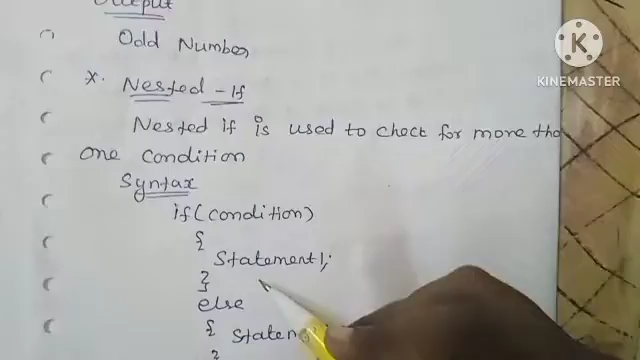 Output
Odd Number
K
KINEMASTER
*. Nested-If
Nested if is used to check for more tha
one condition
Syntax
if(condition)
{
Statement1;
}
else
{ Statem
}